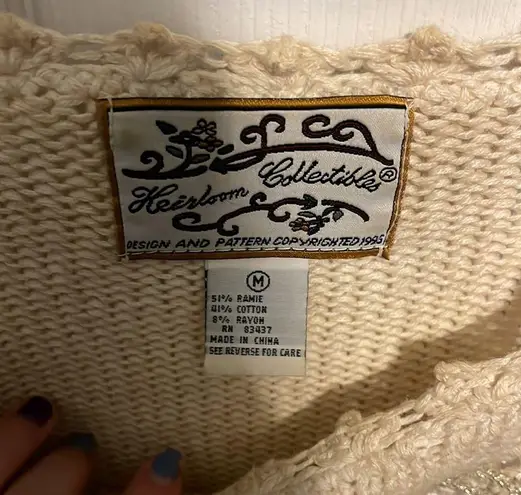 Heirloom Collectibles®
DESIGN AND PATTERN COPYRIGHTED 1995
M
51% RAMIE
41% COTTON
8% RAYON
RN 83437
MADE IN CHINA
SEE REVERSE FOR CARE